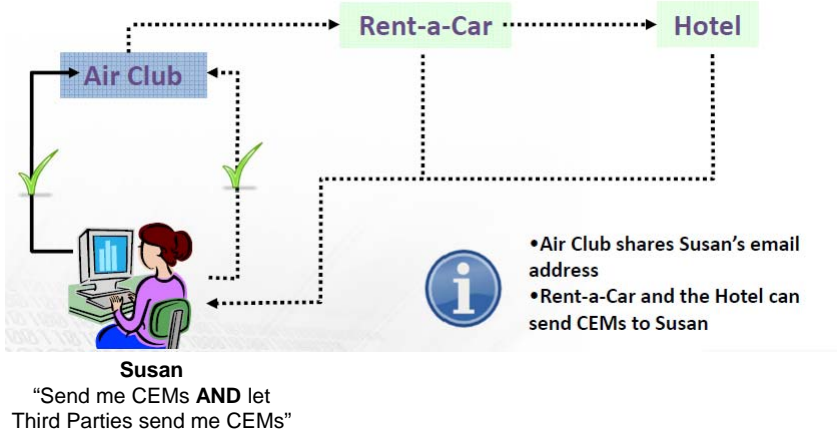 Rent-a-Car
Hotel
Air Club
•Air Club shares Susan's email
address
•Rent-a-Car and the Hotel can
send CEMs to Susan
Susan
“Send me CEMs AND let
Third Parties send me CEMs”